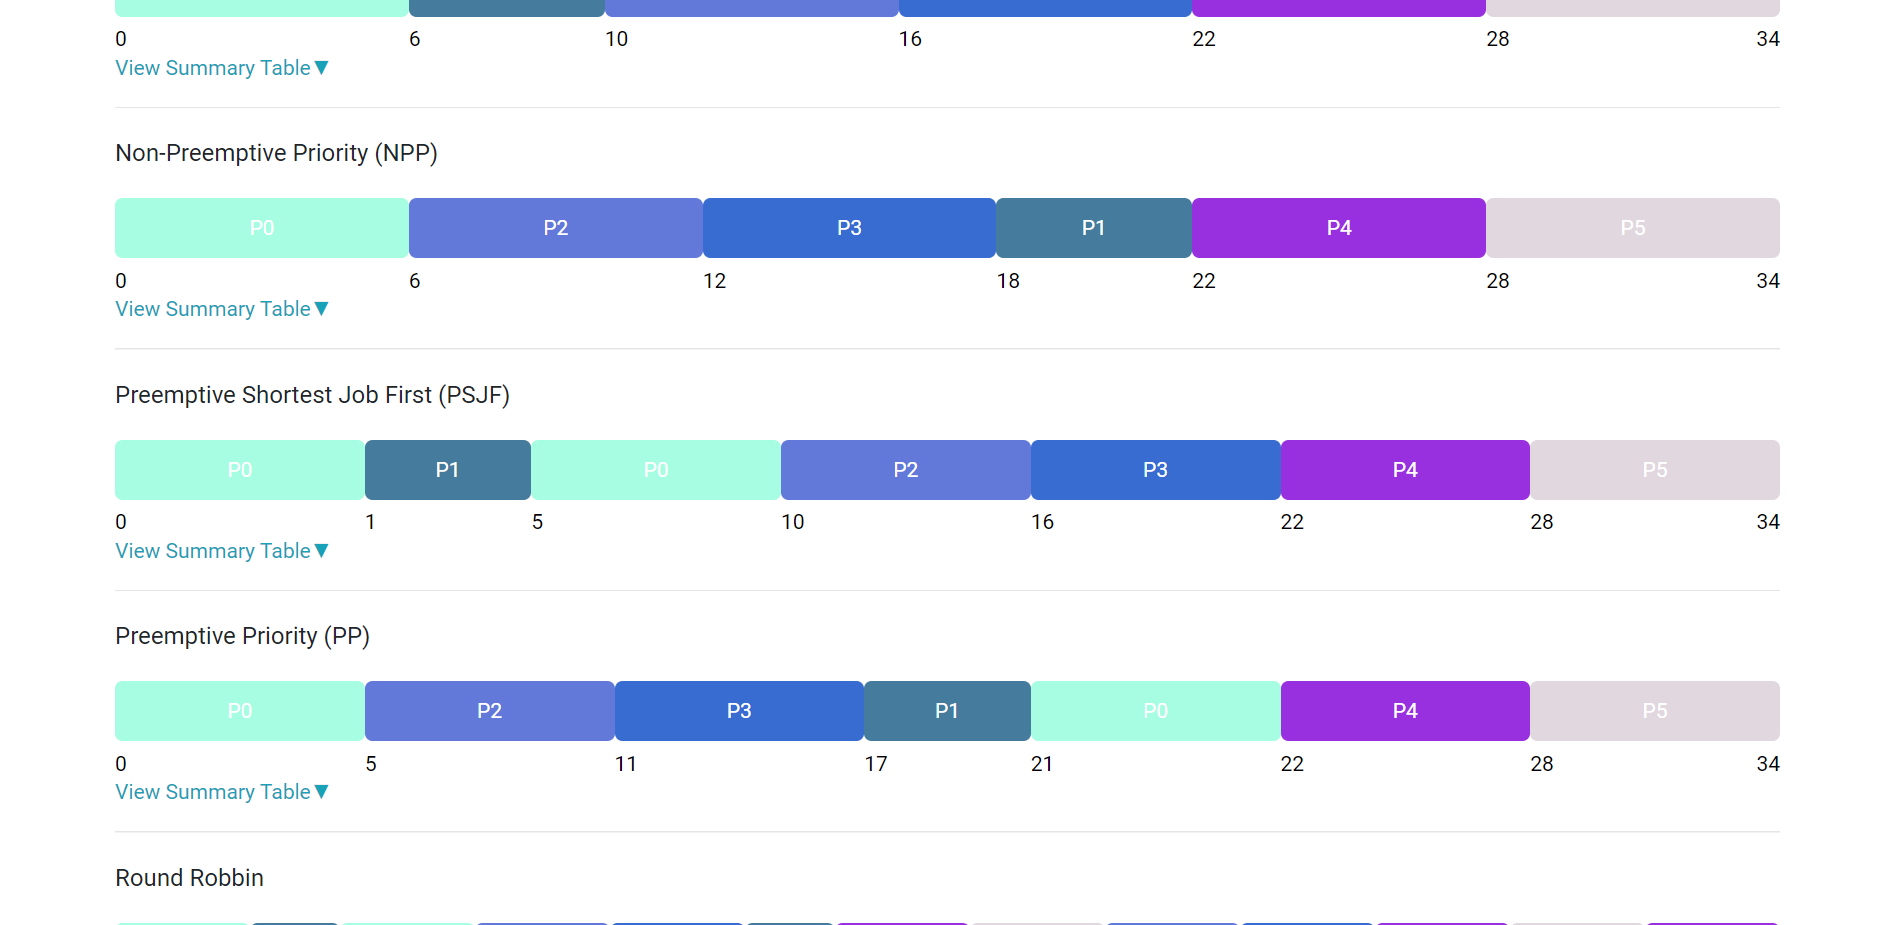 0 6 10 16 22 28 34
View Summary Table ▼
Non-Preemptive Priority (NPP)
P0 P2 P3 P1 P4 P5
0 6 12 18 22 28 34
View Summary Table ▼
Preemptive Shortest Job First (PSJF)
P0 P1 P0 P2 P3 P4 P5
0 1 5 10 16 22 28 34
View Summary Table ▼
Preemptive Priority (PP)
P0 P2 P3 P1 P0 P4 P5
0 5 11 17 21 22 28 34
View Summary Table ▼
Round Robbin